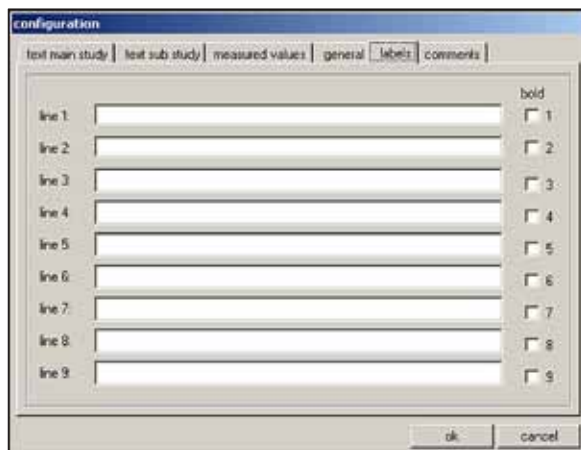 configuration
text main study text sub study measured values general labels comments
bold
line 1: 1
line 2: 2
line 3: 3
line 4: 4
line 5: 5
line 6: 6
line 7: 7
line 8: 8
line 9: 9
ok cancel